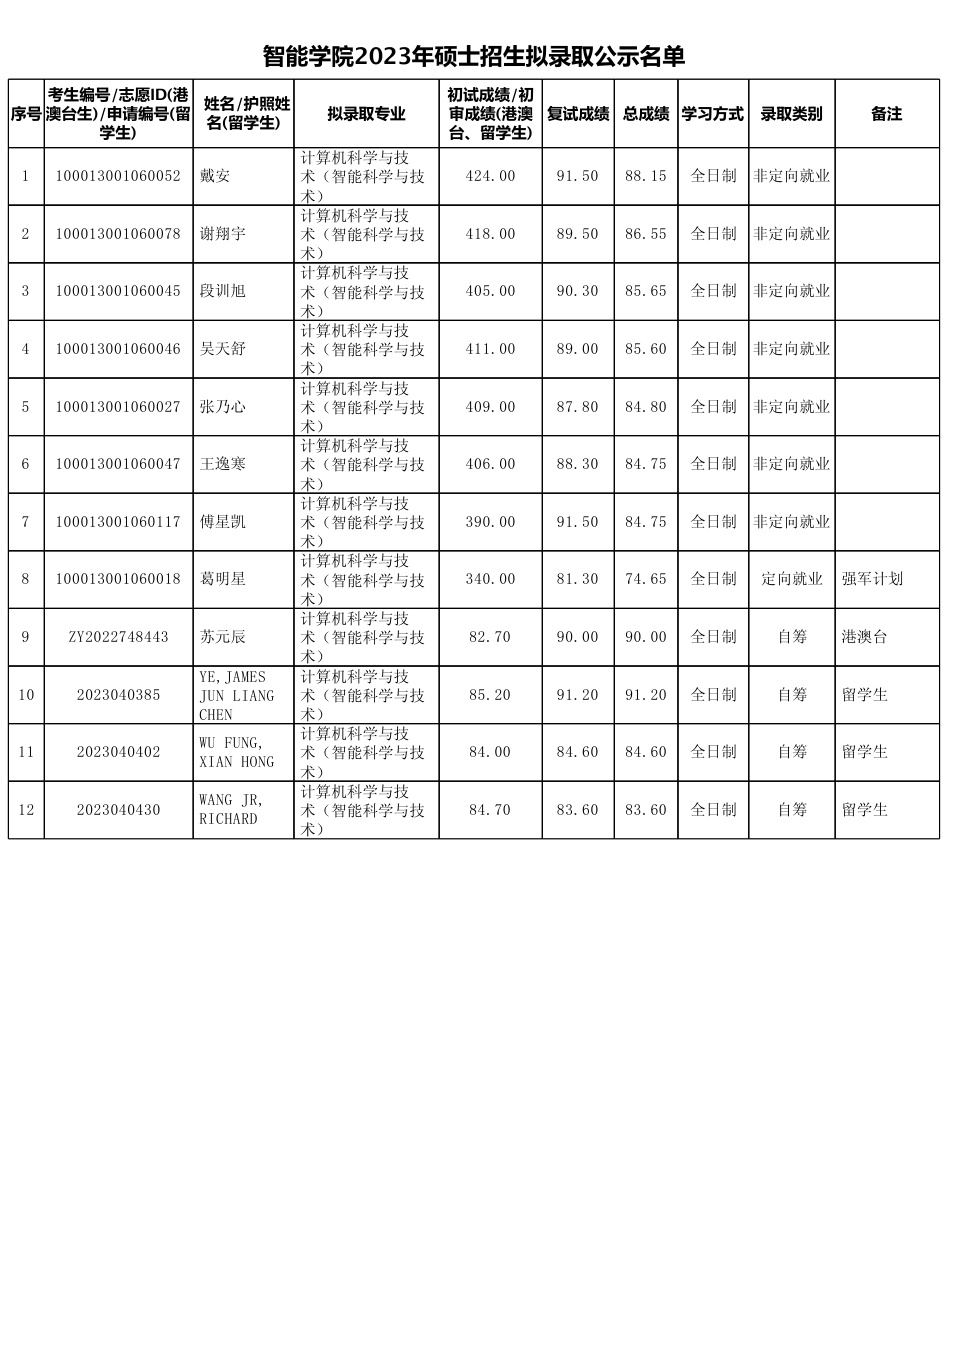 智能学院2023年硕士招生拟录取公示名单
序号 考生编号/志愿ID(港澳台生)/申请编号(留学生) 姓名/护照姓名(留学生) 拟录取专业 初试成绩/初审成绩(港澳台、留学生) 复试成绩 总成绩 学习方式 录取类别 备注
1 100013001060052 戴安 计算机科学与技术（智能科学与技术） 424.00 91.50 88.15 全日制 非定向就业
2 100013001060078 谢翔宇 计算机科学与技术（智能科学与技术） 418.00 89.50 86.55 全日制 非定向就业
3 100013001060045 段训旭 计算机科学与技术（智能科学与技术） 405.00 90.30 85.65 全日制 非定向就业
4 100013001060046 吴天舒 计算机科学与技术（智能科学与技术） 411.00 89.00 85.60 全日制 非定向就业
5 100013001060027 张乃心 计算机科学与技术（智能科学与技术） 409.00 87.80 84.80 全日制 非定向就业
6 100013001060047 王逸寒 计算机科学与技术（智能科学与技术） 406.00 88.30 84.75 全日制 非定向就业
7 100013001060117 傅星凯 计算机科学与技术（智能科学与技术） 390.00 91.50 84.75 全日制 非定向就业
8 100013001060018 葛明星 计算机科学与技术（智能科学与技术） 340.00 81.30 74.65 全日制 定向就业 强军计划
9 ZY2022748443 苏元辰 计算机科学与技术（智能科学与技术） 82.70 90.00 90.00 全日制 自筹 港澳台
10 2023040385 YE,JAMES JUN LIANG CHEN 计算机科学与技术（智能科学与技术） 85.20 91.20 91.20 全日制 自筹 留学生
11 2023040402 WU FUNG, XIAN HONG 计算机科学与技术（智能科学与技术） 84.00 84.60 84.60 全日制 自筹 留学生
12 2023040430 WANG JR, RICHARD 计算机科学与技术（智能科学与技术） 84.70 83.60 83.60 全日制 自筹 留学生